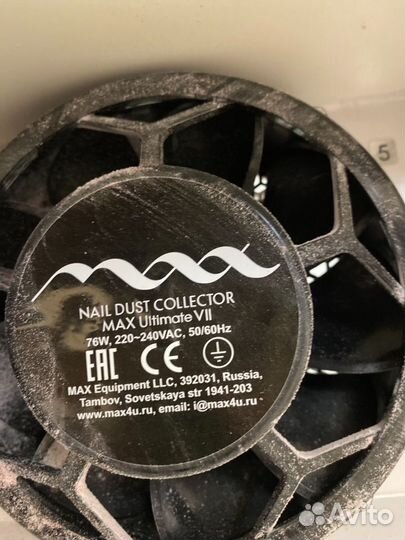 max
NAIL DUST COLLECTOR
MAX Ultimate VII
76W, 220~240VAC, 50/60Hz
EAC CE
MAX Equipment LLC, 392031, Russia,
Tambov, Sovetskaya str 1941-203
www.max4u.ru, email: i@max4u.ru
5
Avito